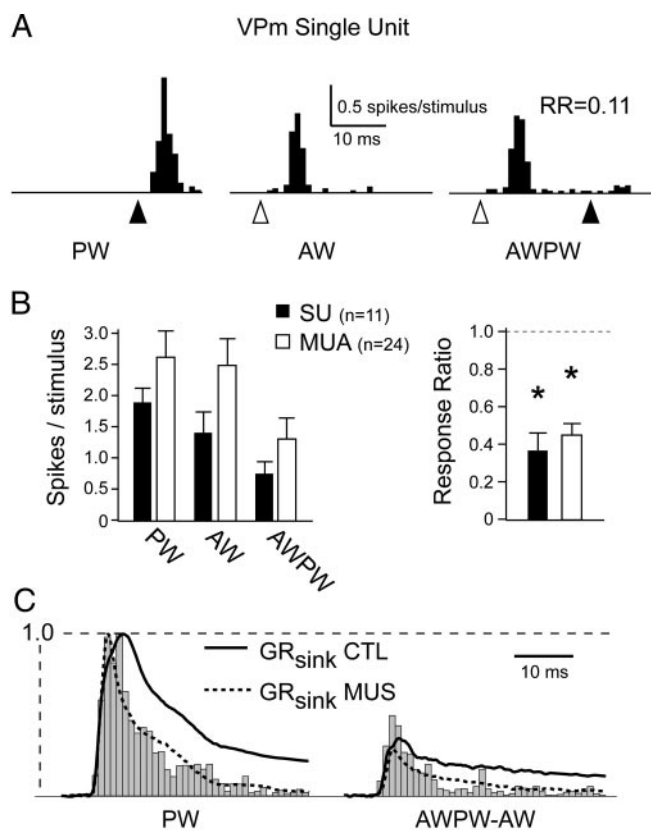 A
VPm Single Unit
0.5 spikes/stimulus
10 ms
RR=0.11
PW
AW
AWPW
B
SU (n=11)
MUA (n=24)
Spikes / stimulus
3.0
2.5
2.0
1.5
1.0
0.5
0
PW
AW
AWPW
Response Ratio
1.0
0.8
0.6
0.4
0.2
0
*
*
C
1.0
GRsink CTL
GRsink MUS
10 ms
PW
AWPW-AW